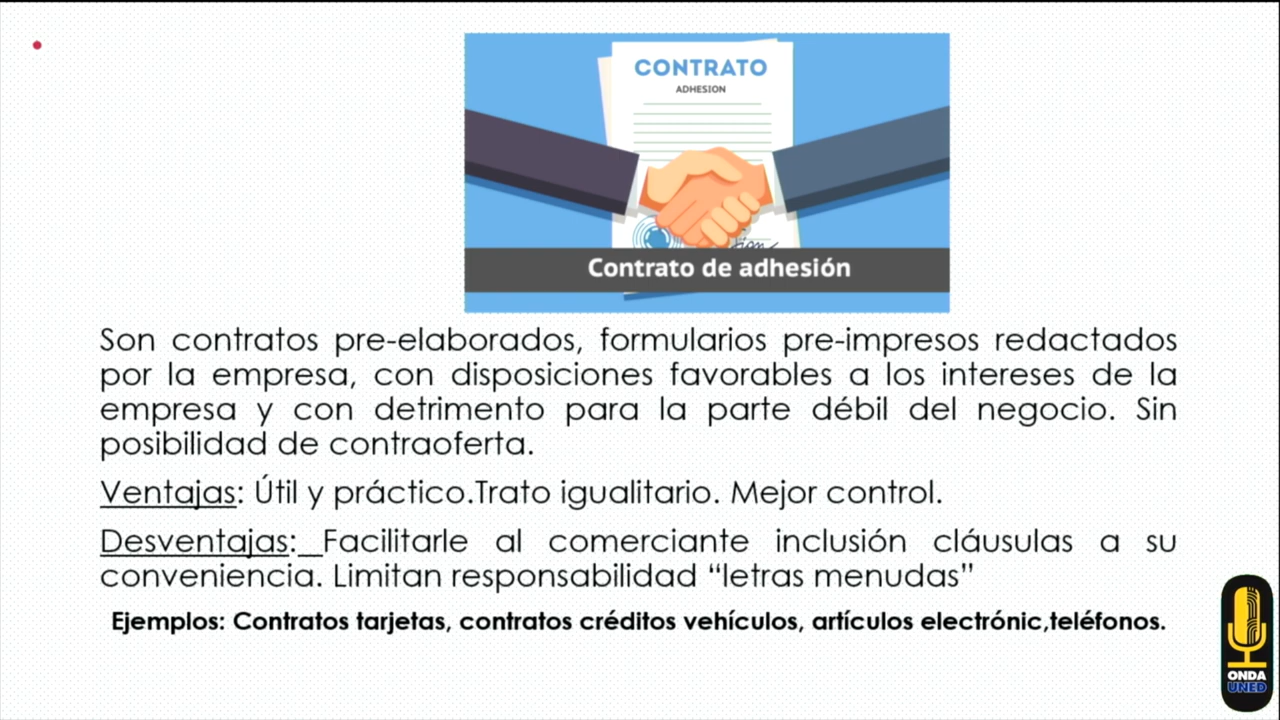 CONTRATO
ADHESION
Contrato de adhesión
Son contratos pre-elaborados, formularios pre-impresos redactados
por la empresa, con disposiciones favorables a los intereses de la
empresa y con detrimento para la parte débil del negocio. Sin
posibilidad de contraoferta.
Ventajas: Útil y práctico.Trato igualitario. Mejor control.
Desventajas: Facilitarle al comerciante inclusión cláusulas a su
conveniencia. Limitan responsabilidad “letras menudas”
Ejemplos: Contratos tarjetas, contratos créditos vehículos, artículos electrónic,teléfonos.
ONDA
UNED